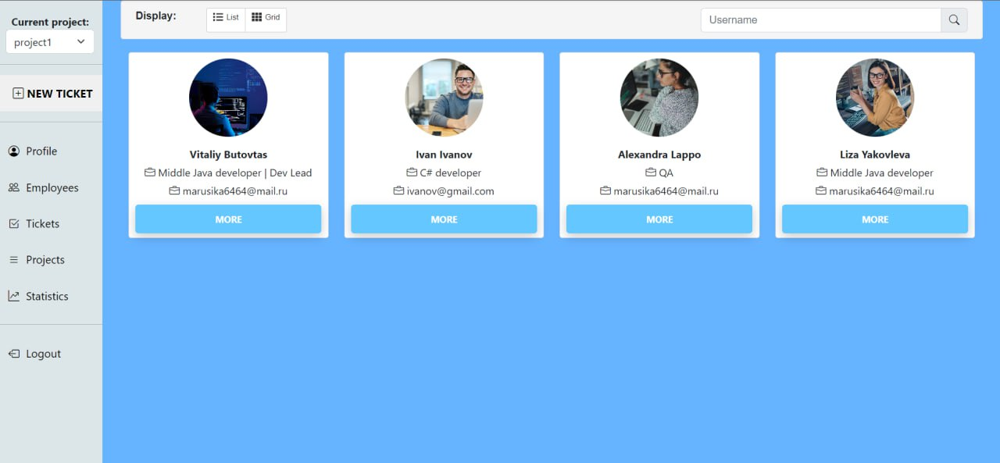 Current project:
project1
NEW TICKET
Profile
Employees
Tickets
Projects
Statistics
Logout
Display:
List
Grid
Username
Vitaliy Butovtas
Middle Java developer | Dev Lead
marusika6464@mail.ru
MORE
Ivan Ivanov
C# developer
ivanov@gmail.com
MORE
Alexandra Lappo
QA
marusika6464@mail.ru
MORE
Liza Yakovleva
Middle Java developer
marusika6464@mail.ru
MORE